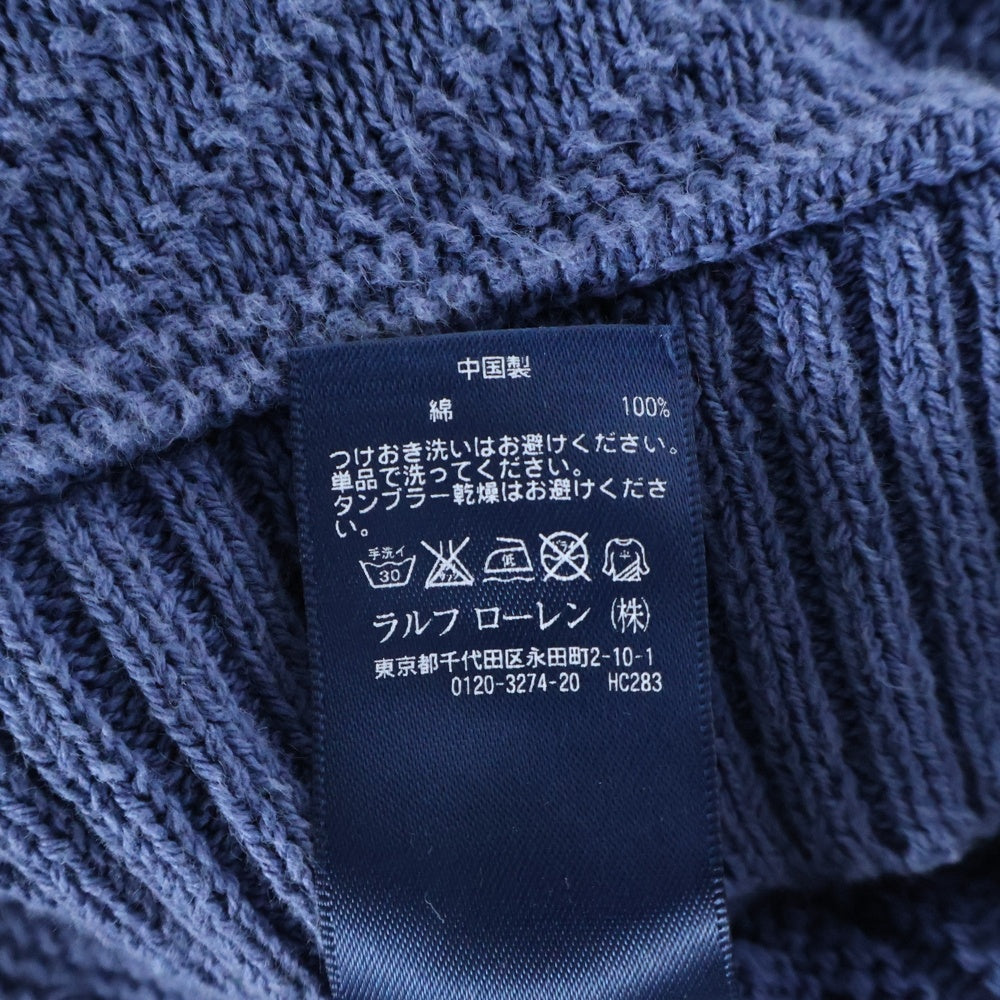 中国製
綿 100%
つけおき洗いはお避けください。
単品で洗ってください。
タンブラー乾燥はお避けくださ
い。
手洗イ
30
低
ラルフ ローレン (株)
東京都千代田区永田町2-10-1
0120-3274-20 HC283